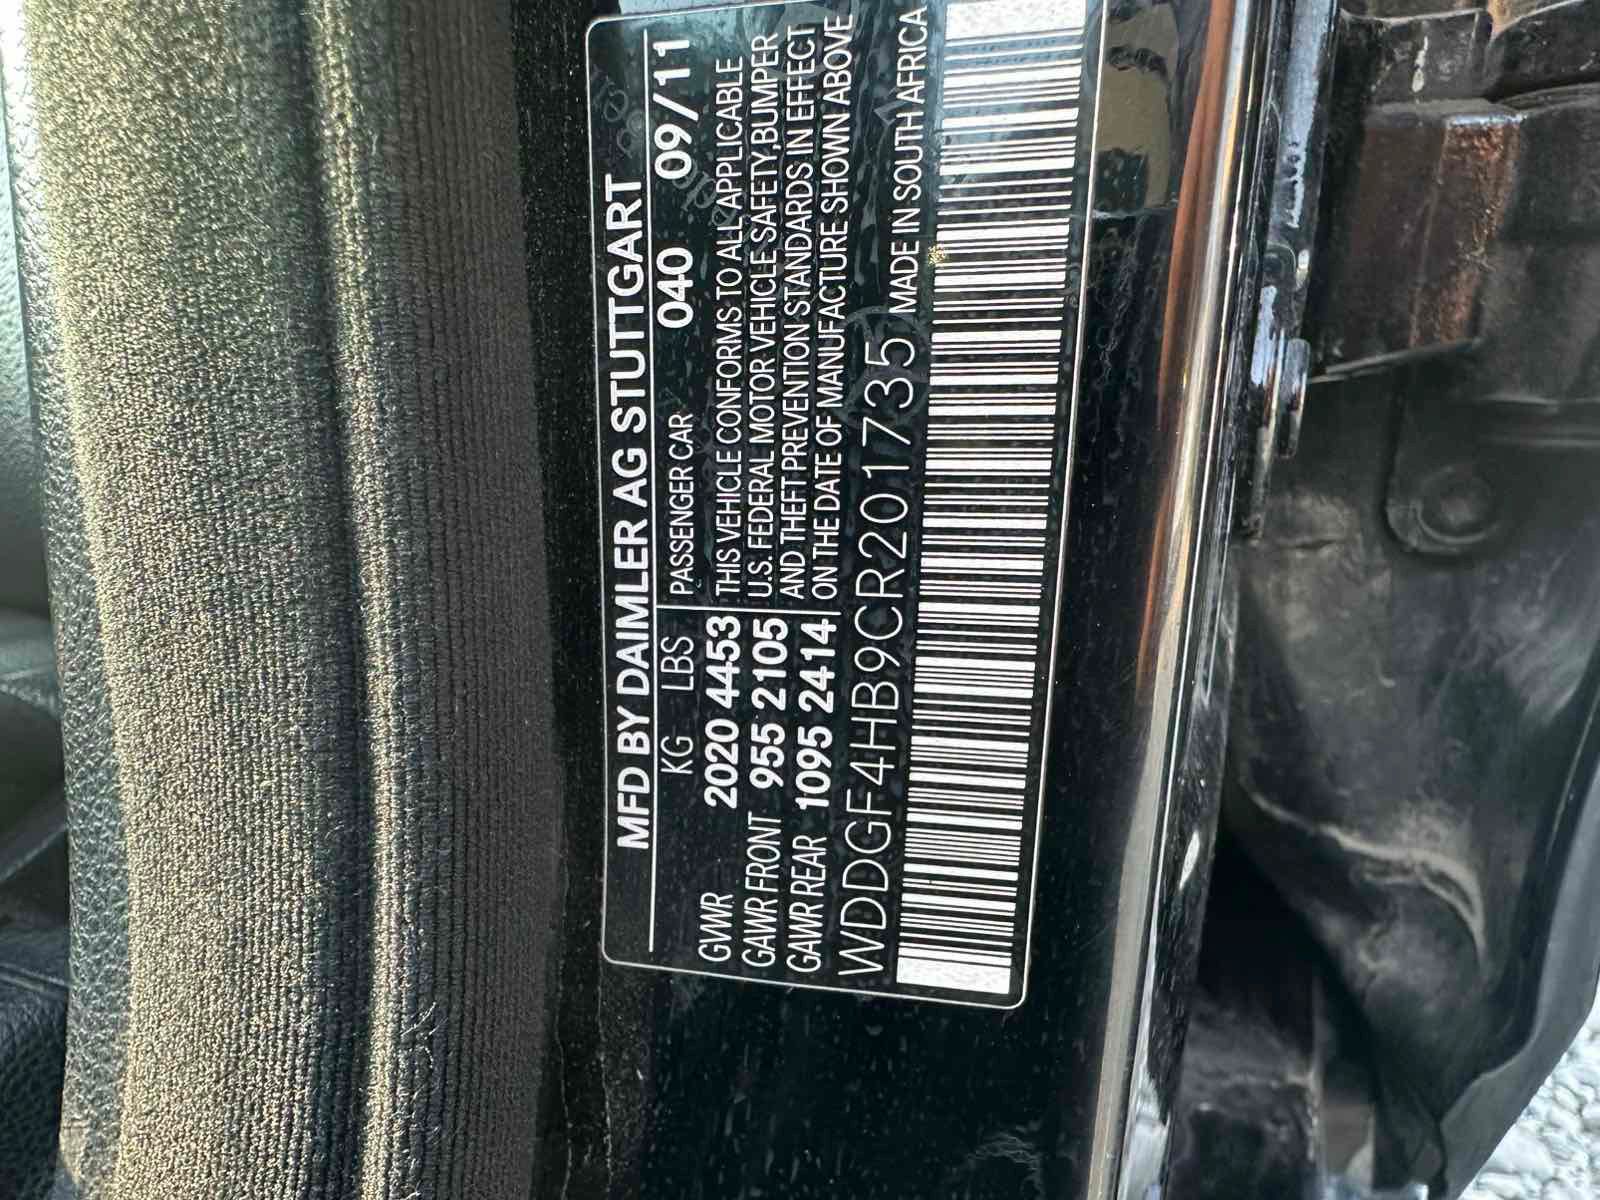 MFD BY DAIMLER AG STUTTGART
KG LBS PASSENGER CAR 040 09/11
GWWR 2020 4453 THIS VEHICLE CONFORMS TO ALL APPLICABLE
GAWR FRONT 955 2105 U.S. FEDERAL MOTOR VEHICLE SAFETY,BUMPER
GAWR REAR 1095 2414 AND THEFT PREVENTION STANDARDS IN EFFECT
ON THE DATE OF MANUFACTURE SHOWN ABOVE
WDDGF4HB9CR201735 MADE IN SOUTH AFRICA